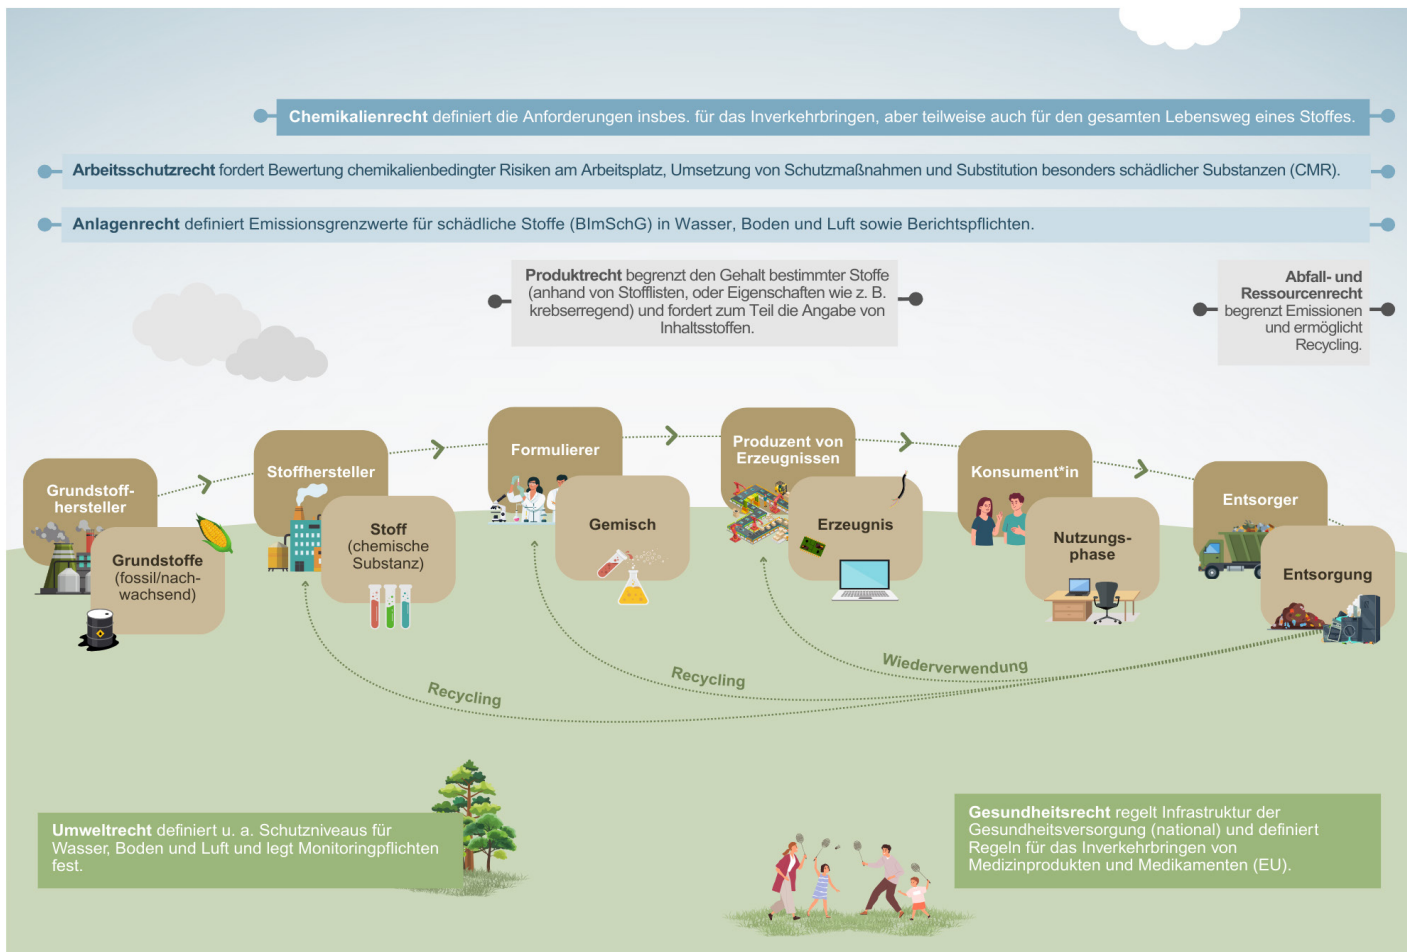 Chemikalienrecht definiert die Anforderungen insbes. für das Inverkehrbringen, aber teilweise auch für den gesamten Lebensweg eines Stoffes.
Arbeitsschutzrecht fordert Bewertung chemikalienbedingter Risiken am Arbeitsplatz, Umsetzung von Schutzmaßnahmen und Substitution besonders schädlicher Substanzen (CMR).
Anlagenrecht definiert Emissionsgrenzwerte für schädliche Stoffe (BImSchG) in Wasser, Boden und Luft sowie Berichtspflichten.
Produktrecht begrenzt den Gehalt bestimmter Stoffe
(anhand von Stofflisten, oder Eigenschaften wie z. B.
krebserregend) und fordert zum Teil die Angabe von
Inhaltsstoffen.
Abfall- und
Ressourcenrecht
begrenzt Emissionen
und ermöglicht
Recycling.
Grundstoff-
hersteller
Grundstoffe
(fossil/nach-
wachsend)
Stoffhersteller
Stoff
(chemische
Substanz)
Formulierer
Gemisch
Produzent von
Erzeugnissen
Erzeugnis
Konsument*in
Nutzungs-
phase
Entsorger
Entsorgung
Wiederverwendung
Recycling
Recycling
Umweltrecht definiert u. a. Schutzniveaus für
Wasser, Boden und Luft und legt Monitoringpflichten
fest.
Gesundheitsrecht regelt Infrastruktur der
Gesundheitsversorgung (national) und definiert
Regeln für das Inverkehrbringen von
Medizinprodukten und Medikamenten (EU).